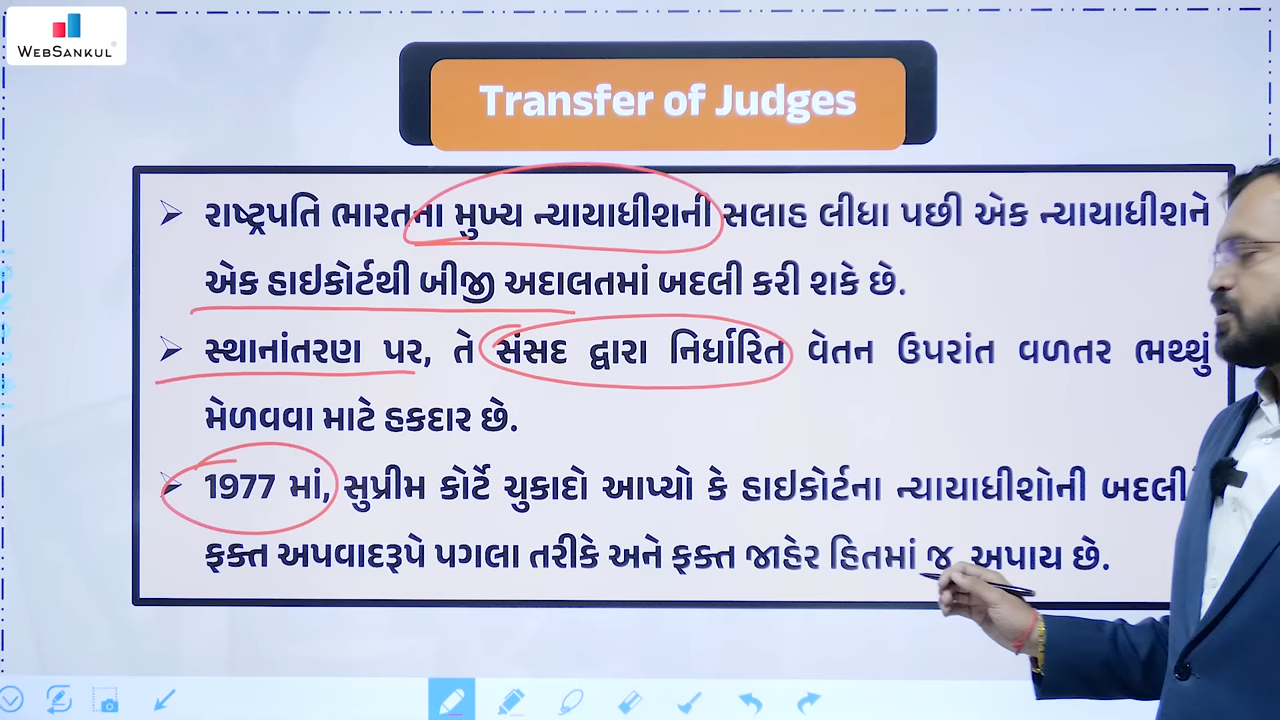 WEBSANKUL
Transfer of Judges
રાષ્ટ્રપતિ ભારતના મુખ્ય ન્યાયાધીશની સલાહ લીધા પછી એક ન્યાયાધીશને
એક હાઇકોર્ટથી બીજી અદાલતમાં બદલી કરી શકે છે.
સ્થાનાંતરણ પર, તે સંસદ દ્વારા નિર્ધારિત વેતન ઉપરાંત વળતર ભથ્થું
મેળવવા માટે હકદાર છે.
1977 માં, સુપ્રીમ કોર્ટે ચુકાદો આપ્યો કે હાઇકોર્ટના ન્યાયાધીશોની બદલી
ફક્ત અપવાદરૂપે પગલા તરીકે અને ફક્ત જાહેર હિતમાં જ અપાય છે.